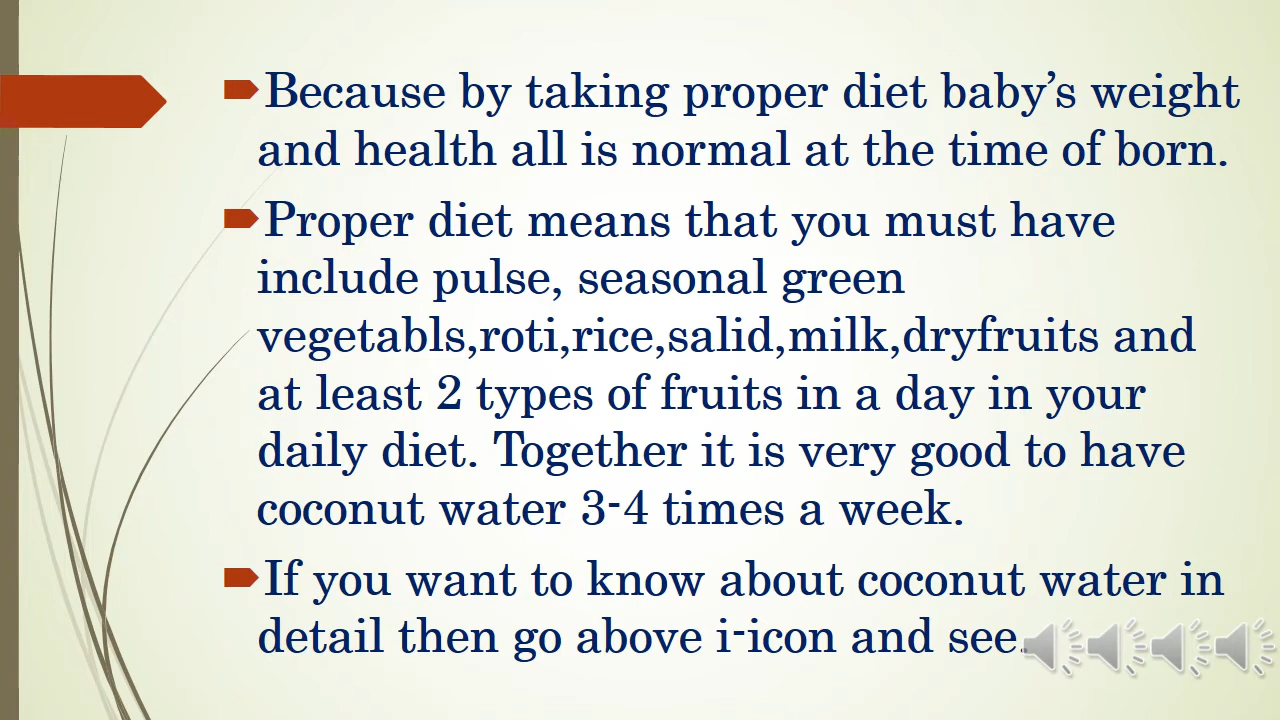 Because by taking proper diet baby’s weight
and health all is normal at the time of born.
Proper diet means that you must have
include pulse, seasonal green
vegetabls,roti,rice,salid,milk,dryfruits and
at least 2 types of fruits in a day in your
daily diet. Together it is very good to have
coconut water 3-4 times a week.
If you want to know about coconut water in
detail then go above i-icon and see.